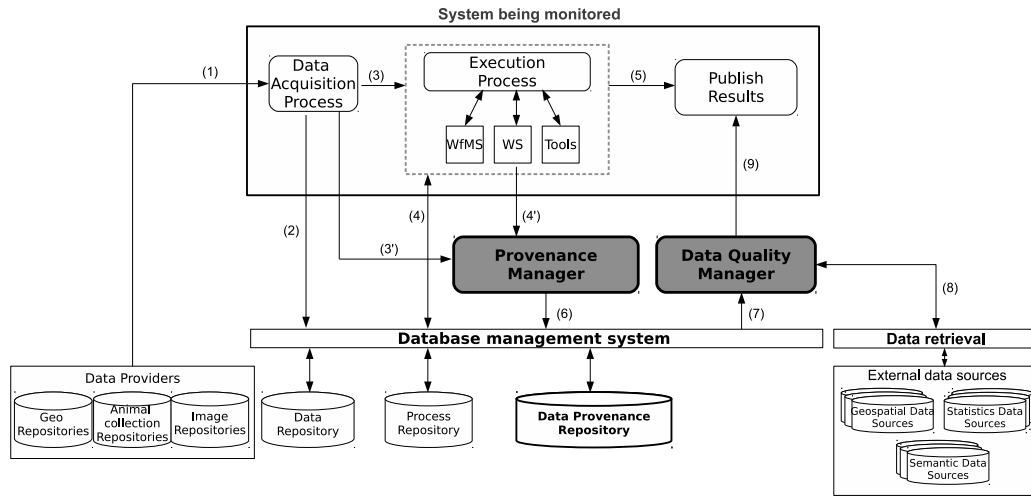 System being monitored
(1)
Data
Acquisition
Process
(3)
Execution
Process
WfMS
WS
Tools
(5)
Publish
Results
(2)
(3')
(4)
(4')
(9)
Provenance
Manager
Data Quality
Manager
(6)
(7)
(8)
Database management system
Data retrieval
Data Providers
Geo
Repositories
Animal
collection
Repositories
Image
Repositories
Data
Repository
Process
Repository
Data Provenance
Repository
External data sources
Geospatial Data
Sources
Statistics Data
Sources
Semantic Data
Sources